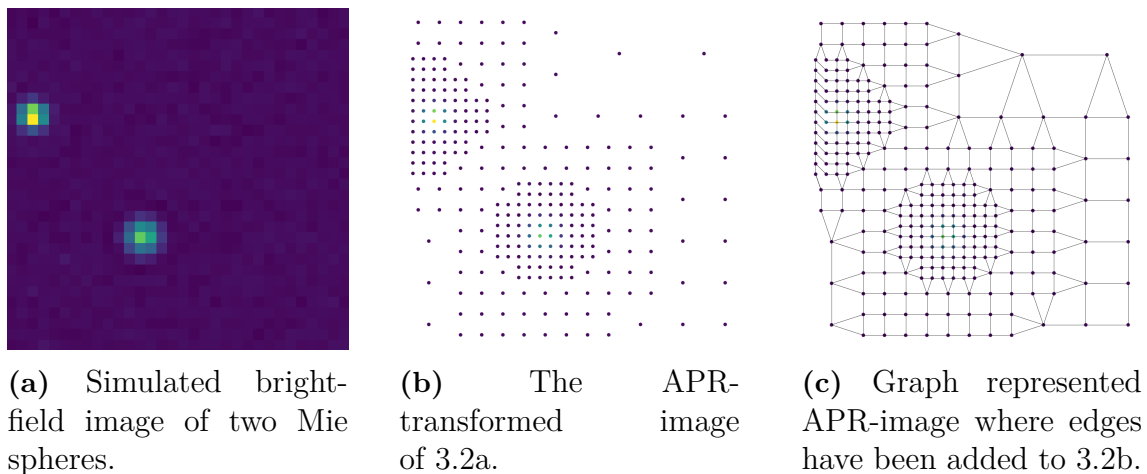 (a) Simulated bright-
field image of two Mie
spheres.
(b) The APR-
transformed image
of 3.2a.
(c) Graph represented
APR-image where edges
have been added to 3.2b.